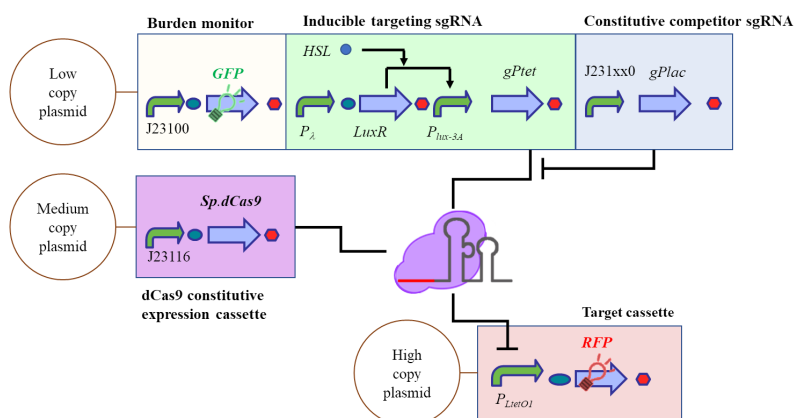 Burden monitor
Inducible targeting sgRNA
Constitutive competitor sgRNA
Low
copy
plasmid
GFP
J23100
HSL
Pλ
LuxR
Plux-3A
gPtet
J231xx0
gPlac
Medium
copy
plasmid
Sp.dCas9
J23116
dCas9 constitutive
expression cassette
Target cassette
High
copy
plasmid
RFP
PLtetO1